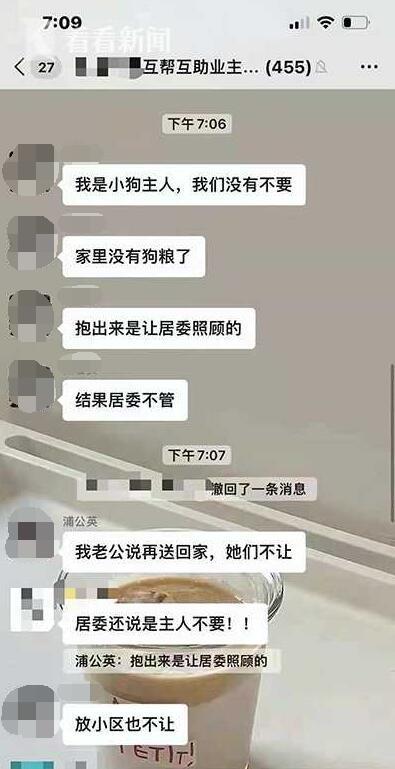 7:09
看看新闻
27
互帮互助业主... (455)
下午 7:06
我是小狗主人，我们没有不要
家里没有狗粮了
抱出来是让居委照顾的
结果居委不管
下午 7:07
撤回了一条消息
浦公英
我老公说再送回家，她们不让
居委还说是主人不要！！
浦公英：抱出来是让居委照顾的
放小区也不让
PETIT!